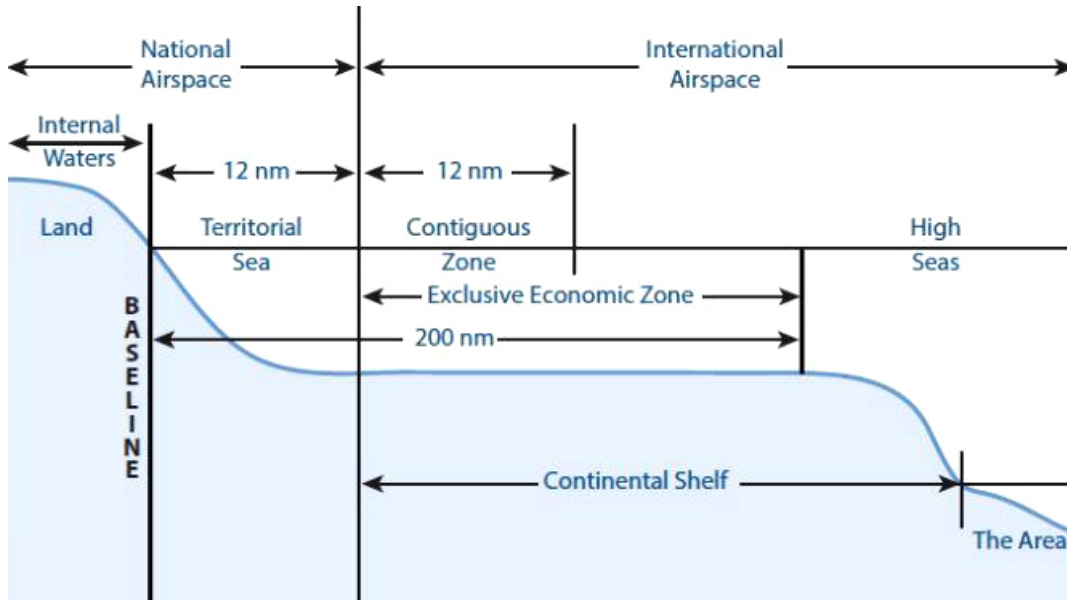 National
Airspace
International
Airspace
Internal
Waters
12 nm
12 nm
Land
Territorial
Sea
Contiguous
Zone
High
Seas
Exclusive Economic Zone
200 nm
BASELINE
Continental Shelf
The Area